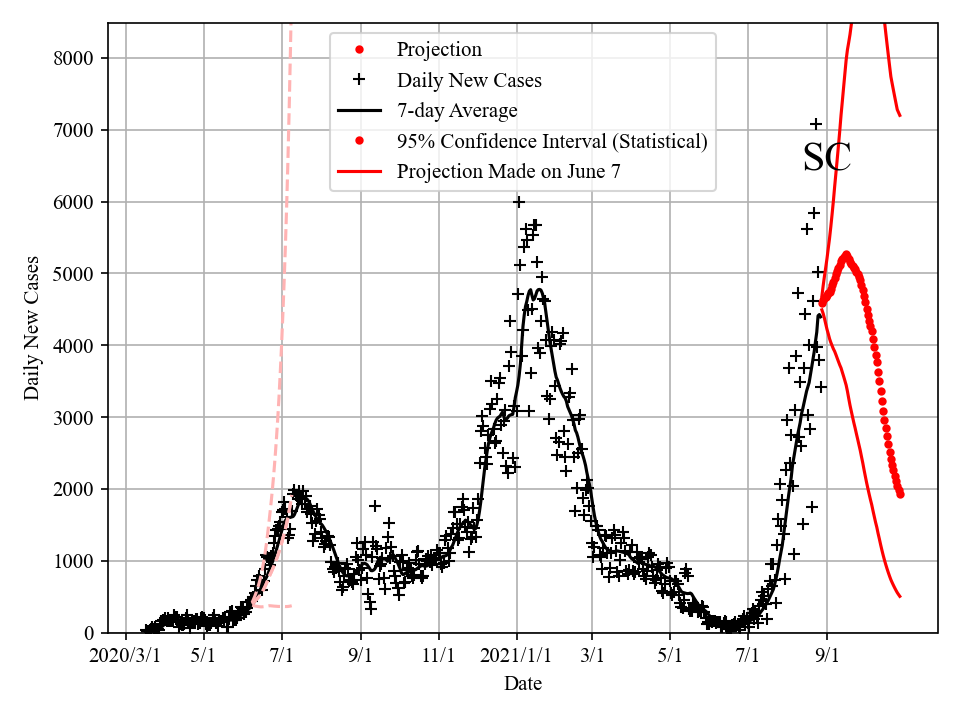 8000
7000
6000
5000
4000
3000
2000
1000
0
Daily New Cases
Projection
Daily New Cases
7-day Average
95% Confidence Interval (Statistical)
Projection Made on June 7
SC
2020/3/1 5/1 7/1 9/1 11/1 2021/1/1 3/1 5/1 7/1 9/1
Date